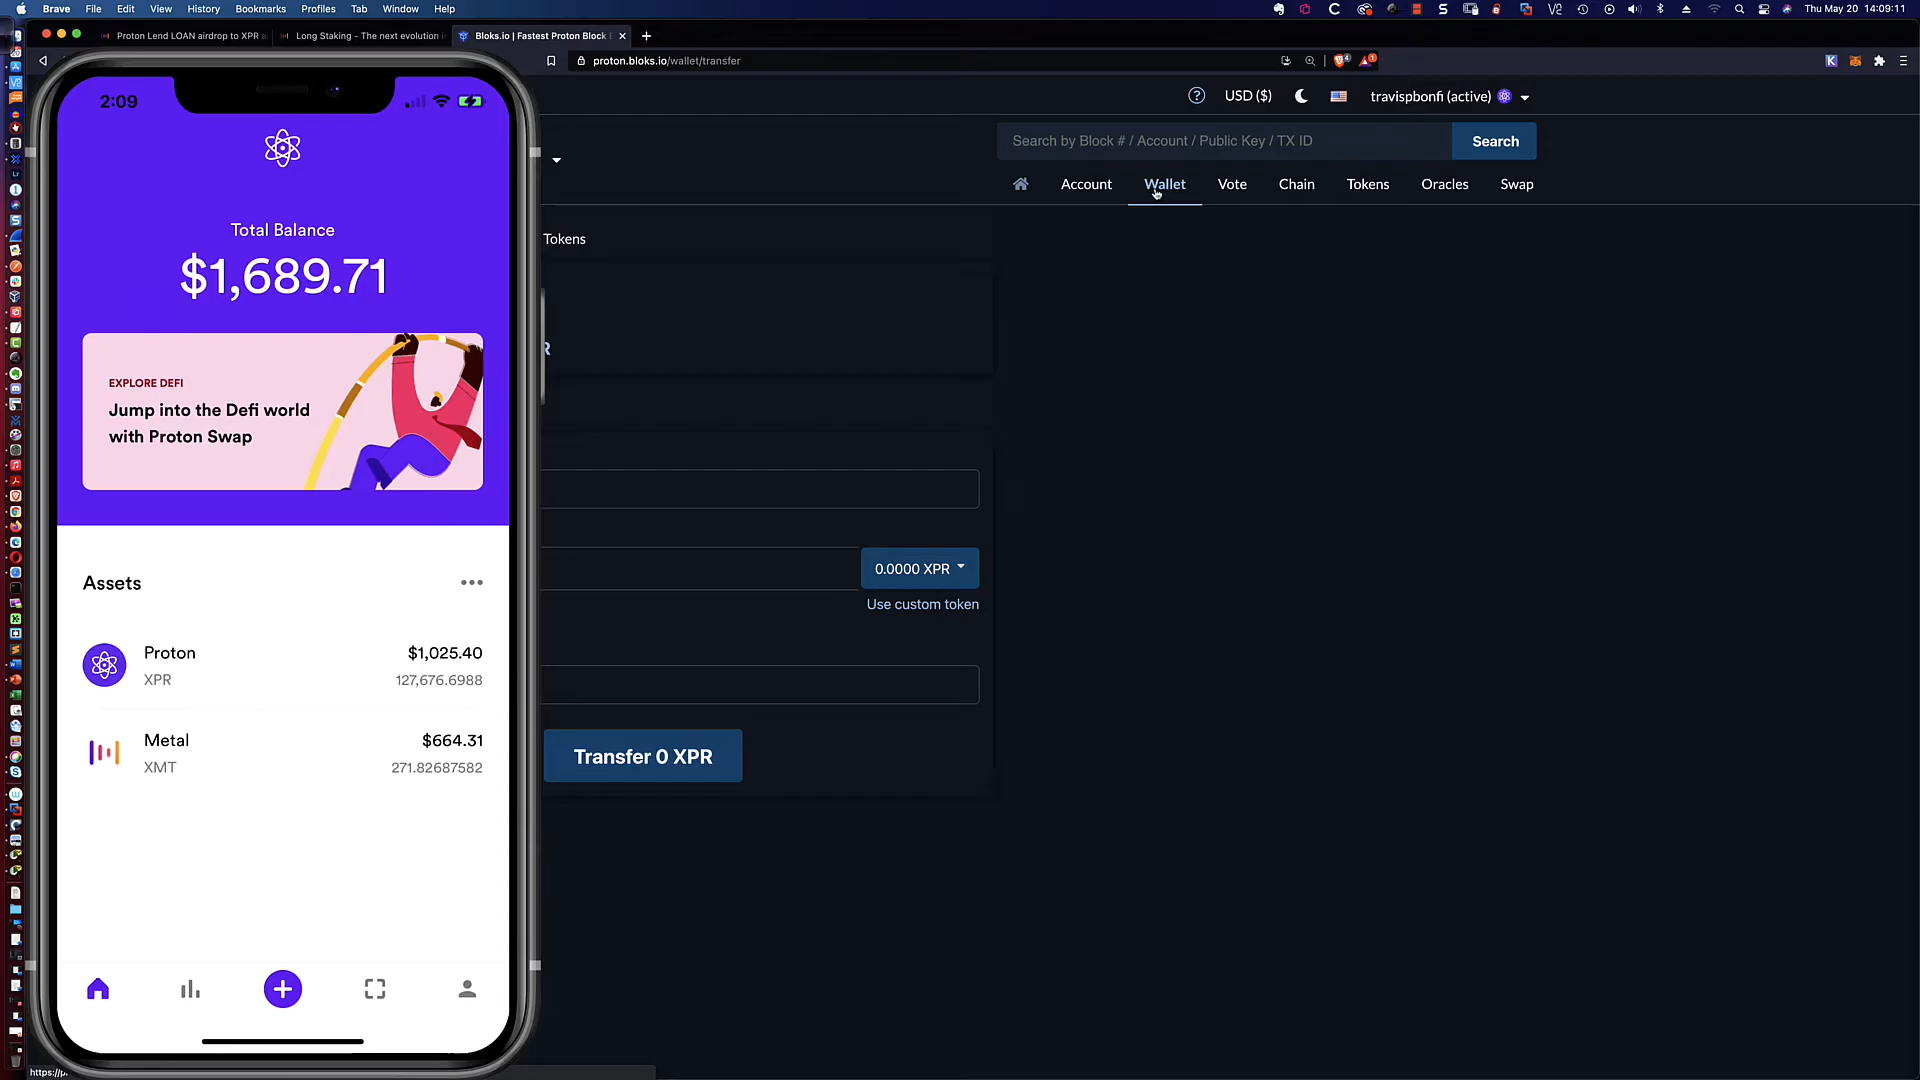 Brave File Edit View History Bookmarks Profiles Tab Window Help
Thu May 20 14:09:11
Proton Lend LOAN airdrop to XPR a
Long Staking - The next evolution i
Bloks.io | Fastest Proton Block E
proton.bloks.io/wallet/transfer
USD ($)
travispbonfi (active)
Search by Block # / Account / Public Key / TX ID
Search
Account Wallet Vote Chain Tokens Oracles Swap
Tokens
R
0.0000 XPR
Use custom token
Transfer 0 XPR
2:09
Total Balance
$1,689.71
EXPLORE DEFI
Jump into the Defi world
with Proton Swap
Assets
Proton $1,025.40
XPR 127,676.6988
Metal $664.31
XMT 271.82687582
https://p